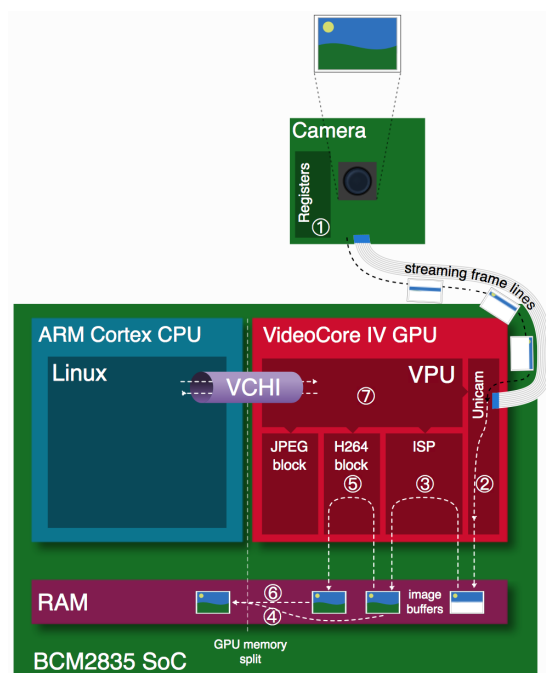 Camera
Registers
①
streaming frame lines
ARM Cortex CPU
VideoCore IV GPU
Linux
VCHI
VPU
⑦
Unicam
JPEG
block
H264
block
ISP
⑤
③
②
RAM
⑥
④
image
buffers
GPU memory
split
BCM2835 SoC